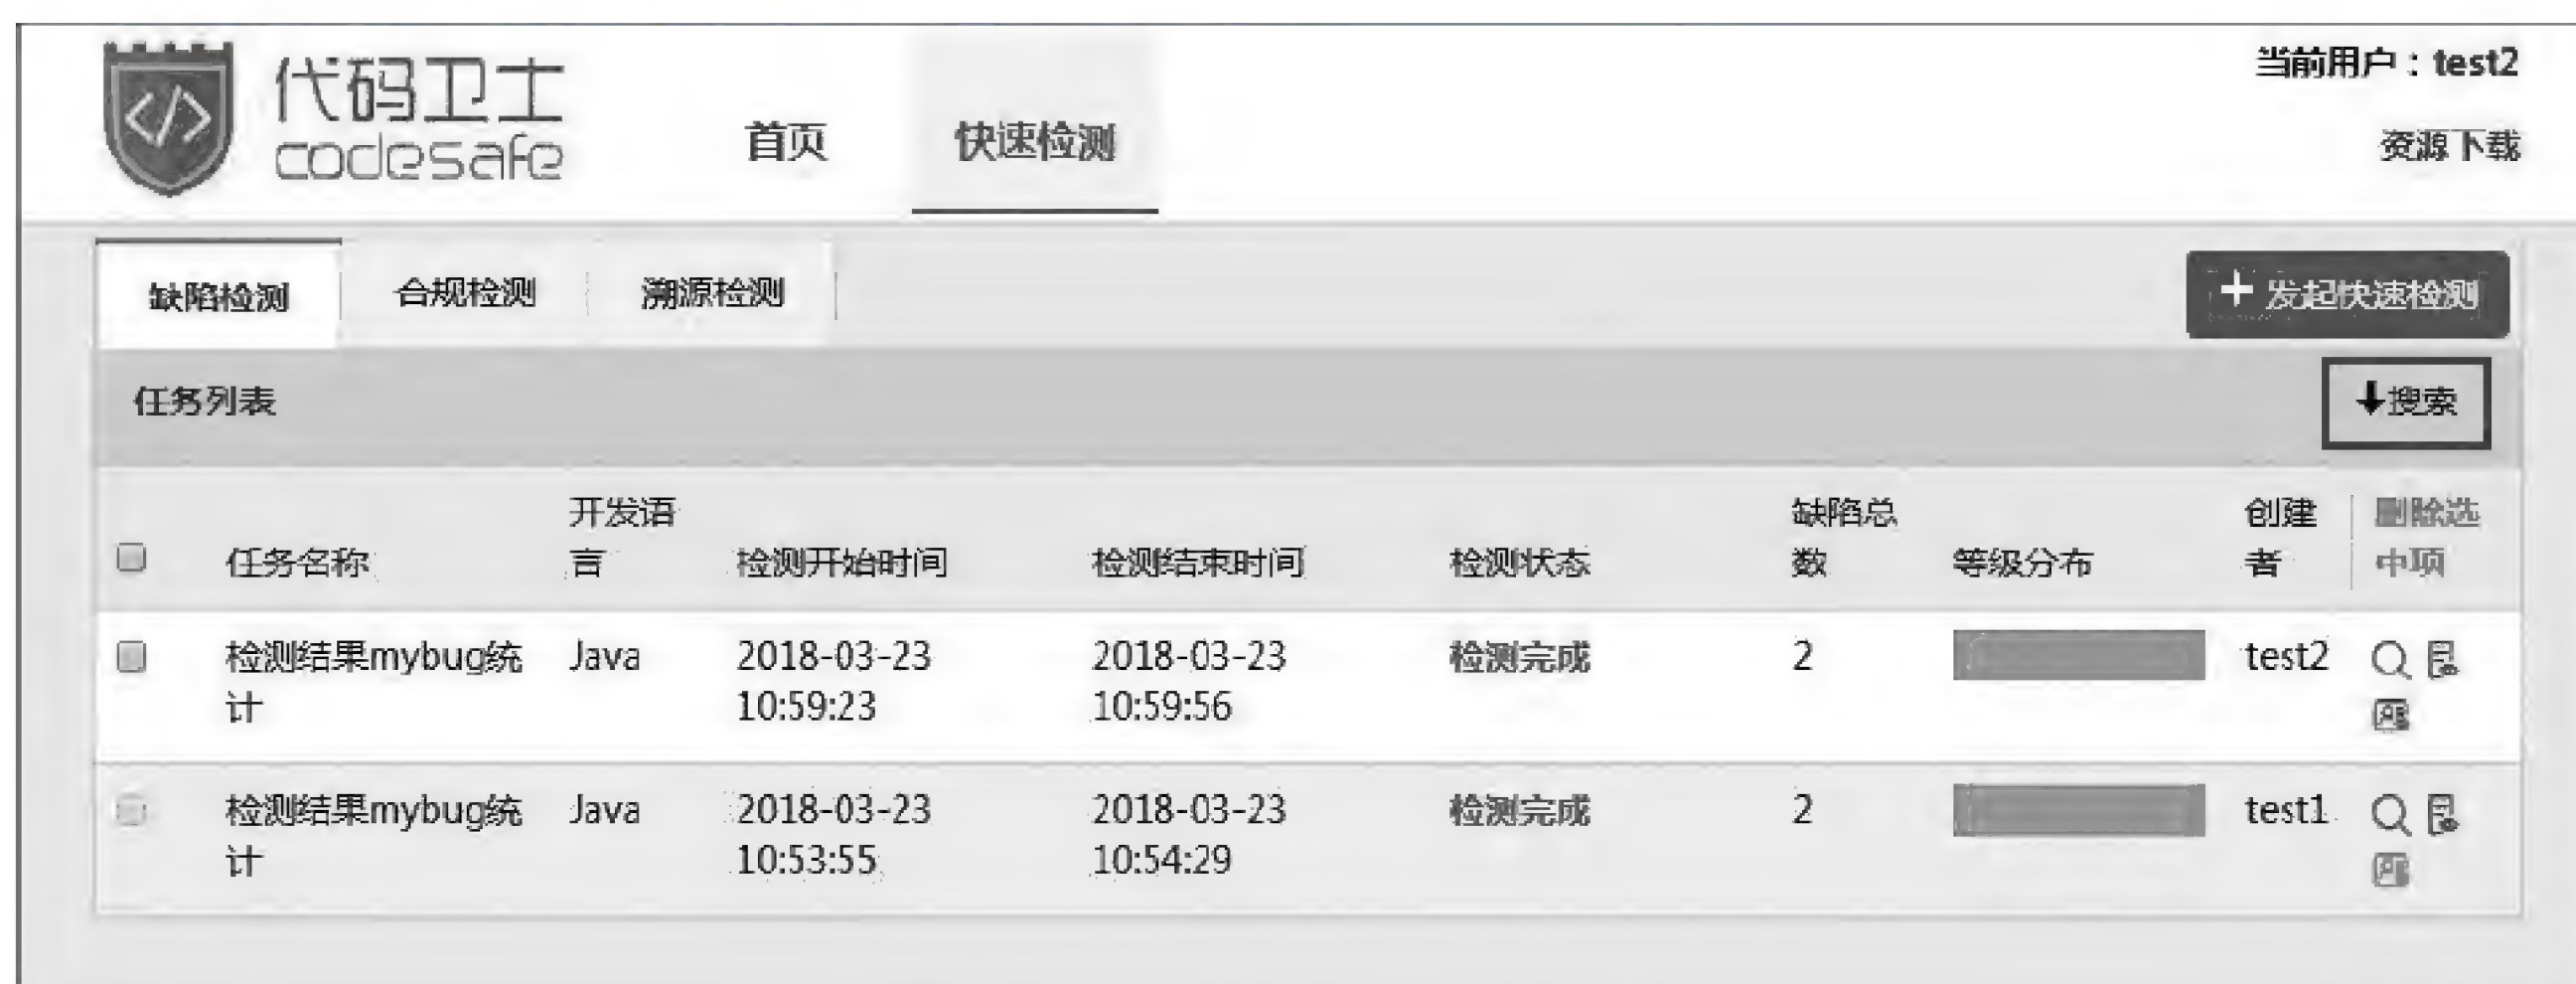 当前用户：test2
代码卫士
codesafe
首页 快速检测
资源下载
缺陷检测 合规检测 溯源检测
发起快速检测
任务列表
搜索
任务名称 开发语言 检测开始时间 检测结束时间 检测状态 缺陷总数 等级分布 创建者 删除选中项
检测结果mybug统 Java 2018-03-23 2018-03-23 检测完成 2 test2
计 10:59:23 10:59:56
检测结果mybug统 Java 2018-03-23 2018-03-23 检测完成 2 test1
计 10:53:55 10:54:29